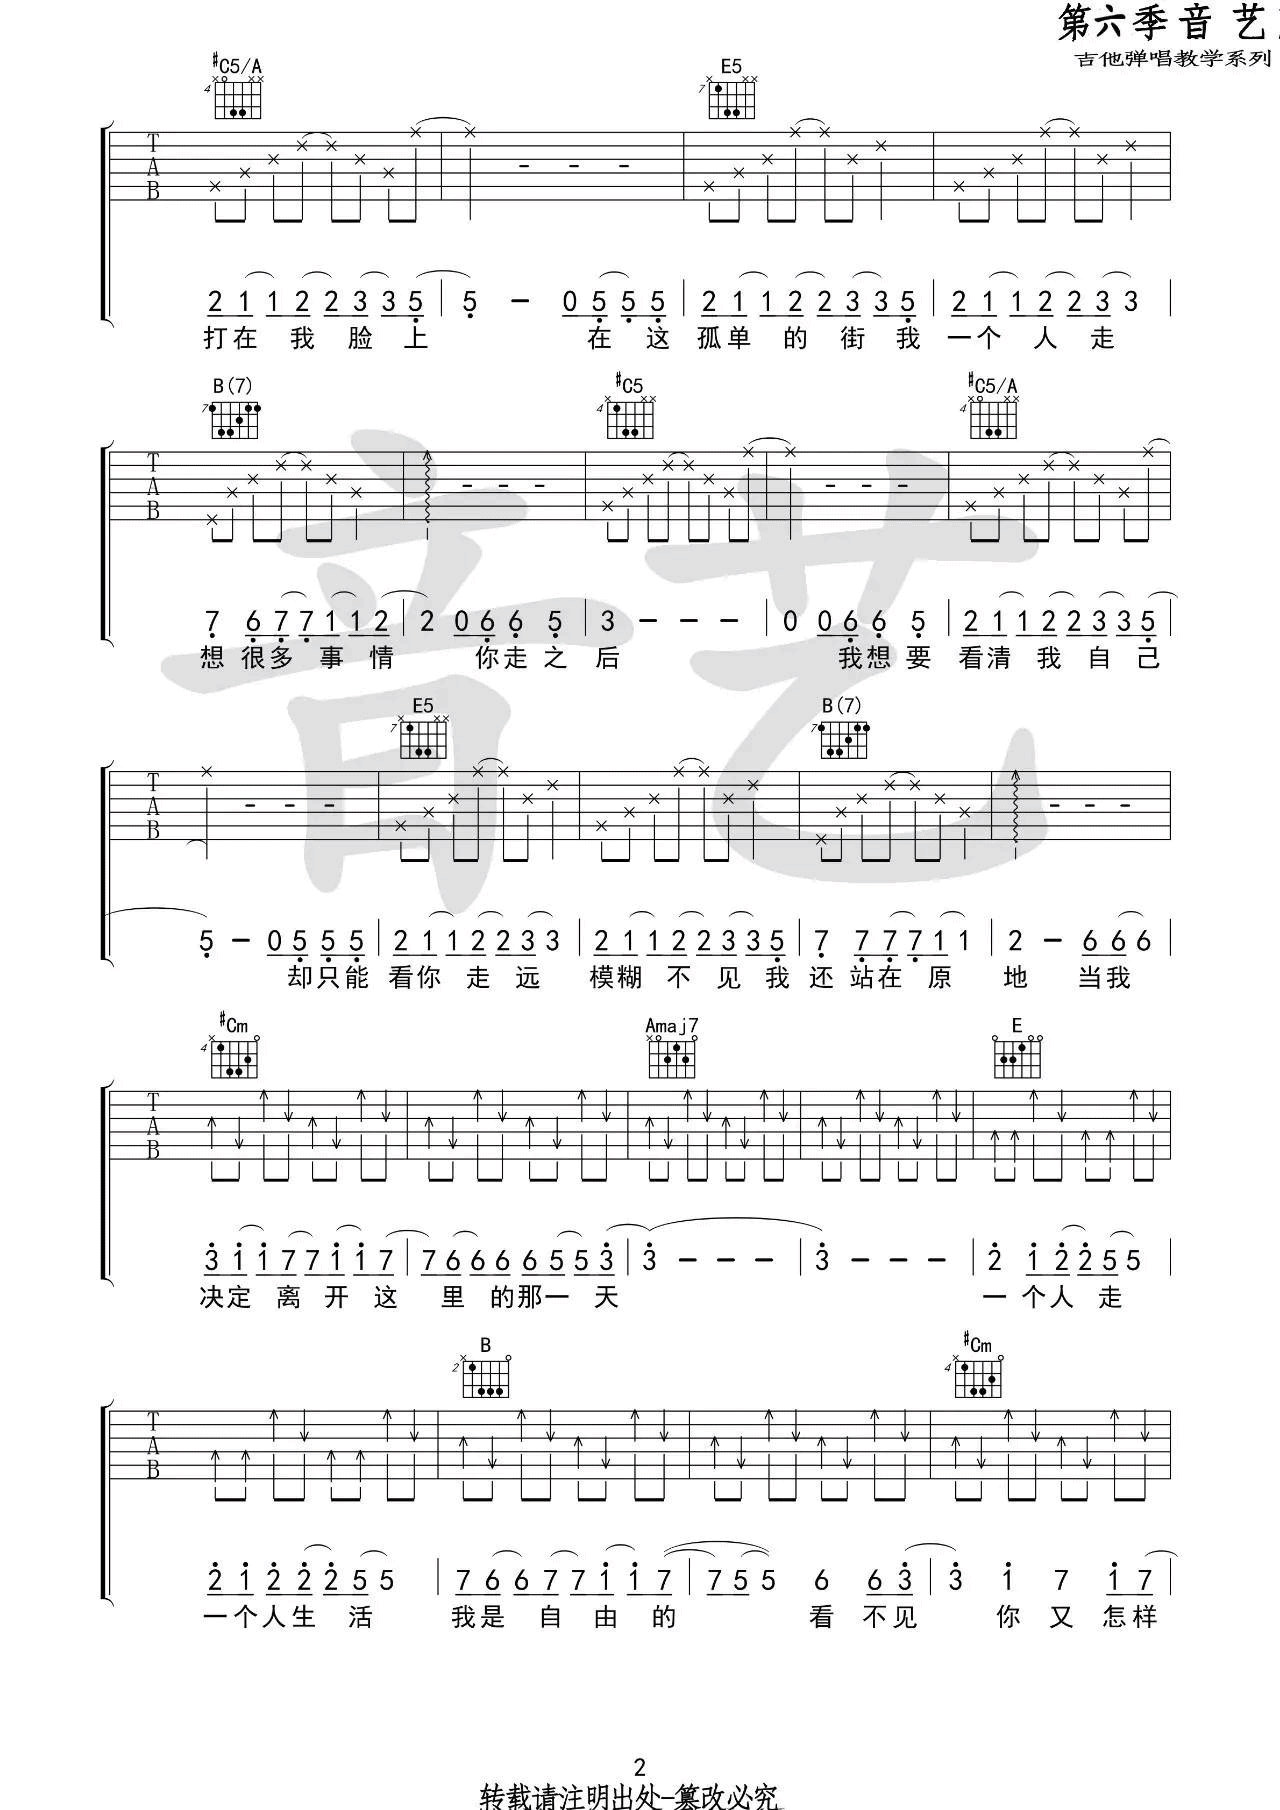 第六季音艺
吉他弹唱教学系列
#C5/A E5
4 7
T A B
2 1 1 2 2 3 3 5 | 5 - 0 5 5 5 | 2 1 1 2 2 3 3 5 | 2 1 1 2 2 3 3 |
打在 我 脸 上 在 这 孤单 的 街 我 一个 人 走
B(7) #C5 #C5/A
7 4 4
T A B
7 6 7 7 1 1 2 | 2 0 6 6 5 | 3 - - - | 0 0 6 6 5 | 2 1 1 2 2 3 3 5
想 很多 事 情 你走之 后 我想要 看清 我 自 己
E5 B(7)
7 7
T A B
5 - 0 5 5 5 | 2 1 1 2 2 3 3 | 2 1 1 2 2 3 3 5 | 7 7 7 7 1 1 | 2 - 6 6 6
却只能 看你 走 远 模糊 不 见 我 还 站在 原 地 当我
#Cm Amaj7 E
4
T A B
3 1 1 7 7 1 1 7 | 7 6 6 6 6 5 5 3 | 3 - - - | 3 - - - | 2 1 2 2 5 5
决定 离 开 这 里 的那一 天 一 个人 走
B #Cm
2 4
T A B
2 1 2 2 2 5 5 | 7 6 6 7 7 1 1 7 | 7 5 5 6 6 3 | 3 1 7 1 7
一个人生 活 我是 自 由 的 看 不见 你 又 怎样
音艺
2
转载请注明出处-篡改必究